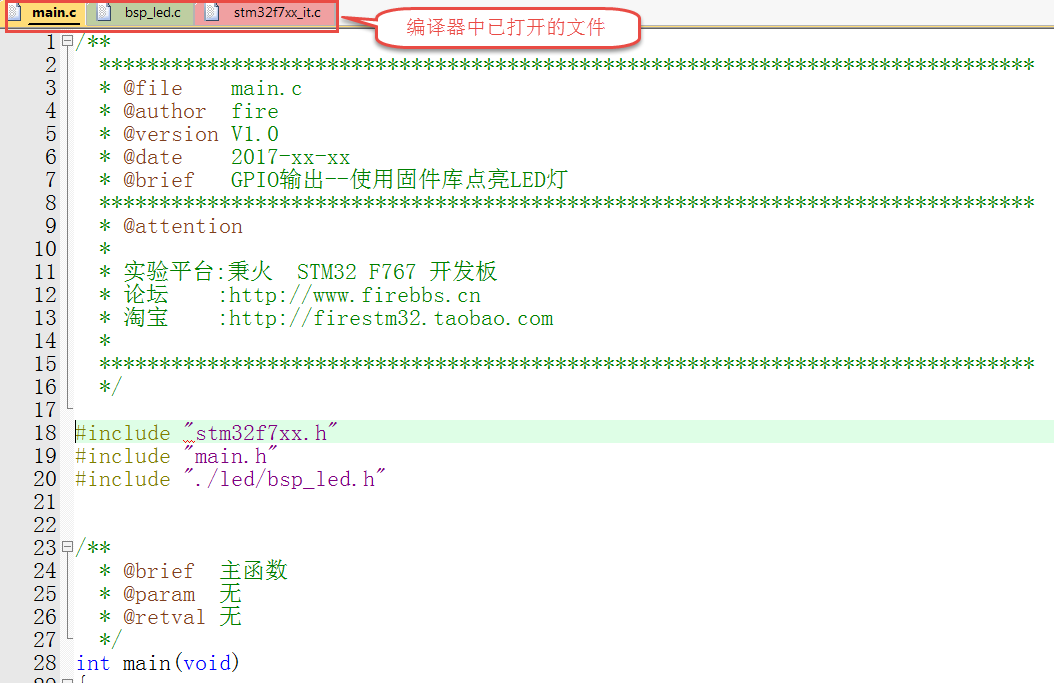 main.c bsp_led.c stm32f7xx_it.c
编译器中已打开的文件
1 /**
2 ******************************************************************************
3 * @file main.c
4 * @author fire
5 * @version V1.0
6 * @date 2017-xx-xx
7 * @brief GPIO输出--使用固件库点亮LED灯
8 ******************************************************************************
9 * @attention
10 *
11 * 实验平台:秉火 STM32 F767 开发板
12 * 论坛 :http://www.firebbs.cn
13 * 淘宝 :http://firestm32.taobao.com
14 *
15 ******************************************************************************
16 */
17
18 #include "stm32f7xx.h"
19 #include "main.h"
20 #include "./led/bsp_led.h"
21
22
23 /**
24 * @brief 主函数
25 * @param 无
26 * @retval 无
27 */
28 int main(void)
29 {